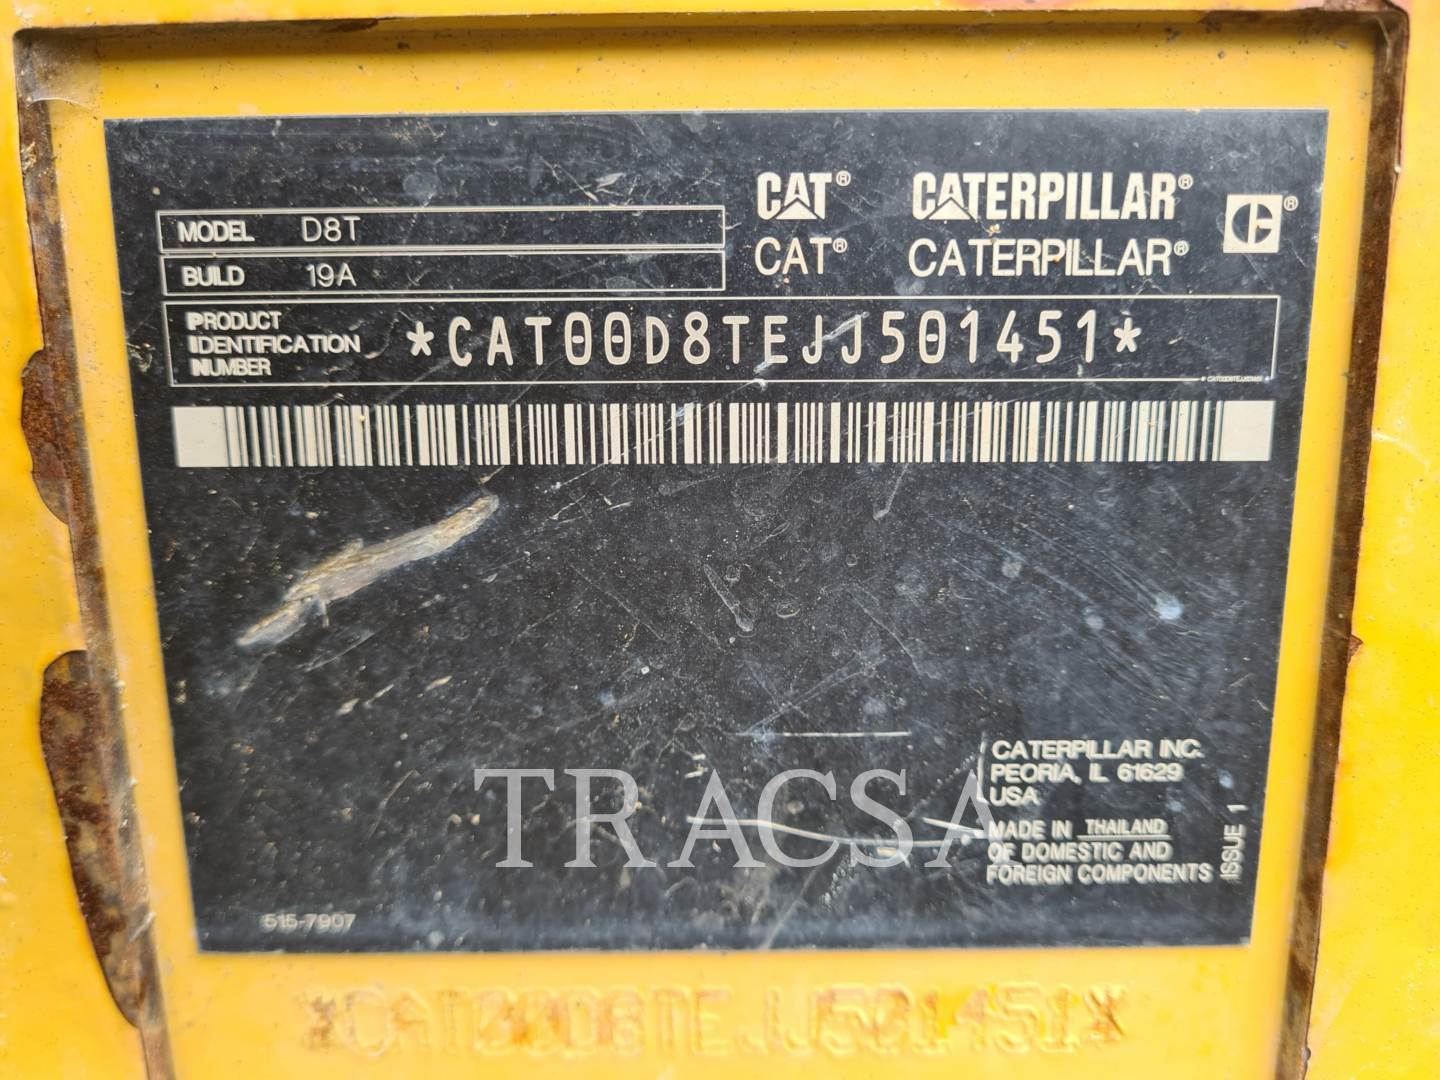 CAT® CATERPILLAR®
CAT® CATERPILLAR®
MODEL D8T
BUILD 19A
PRODUCT
IDENTIFICATION
NUMBER
*CAT00D8TEJJ501451*
CATERPILLAR INC.
PEORIA, IL 61629
USA
MADE IN THAILAND
OF DOMESTIC AND
FOREIGN COMPONENTS
ISSUE 1
TRACSA
515-7907
*CAT00D8TEJJ501451*